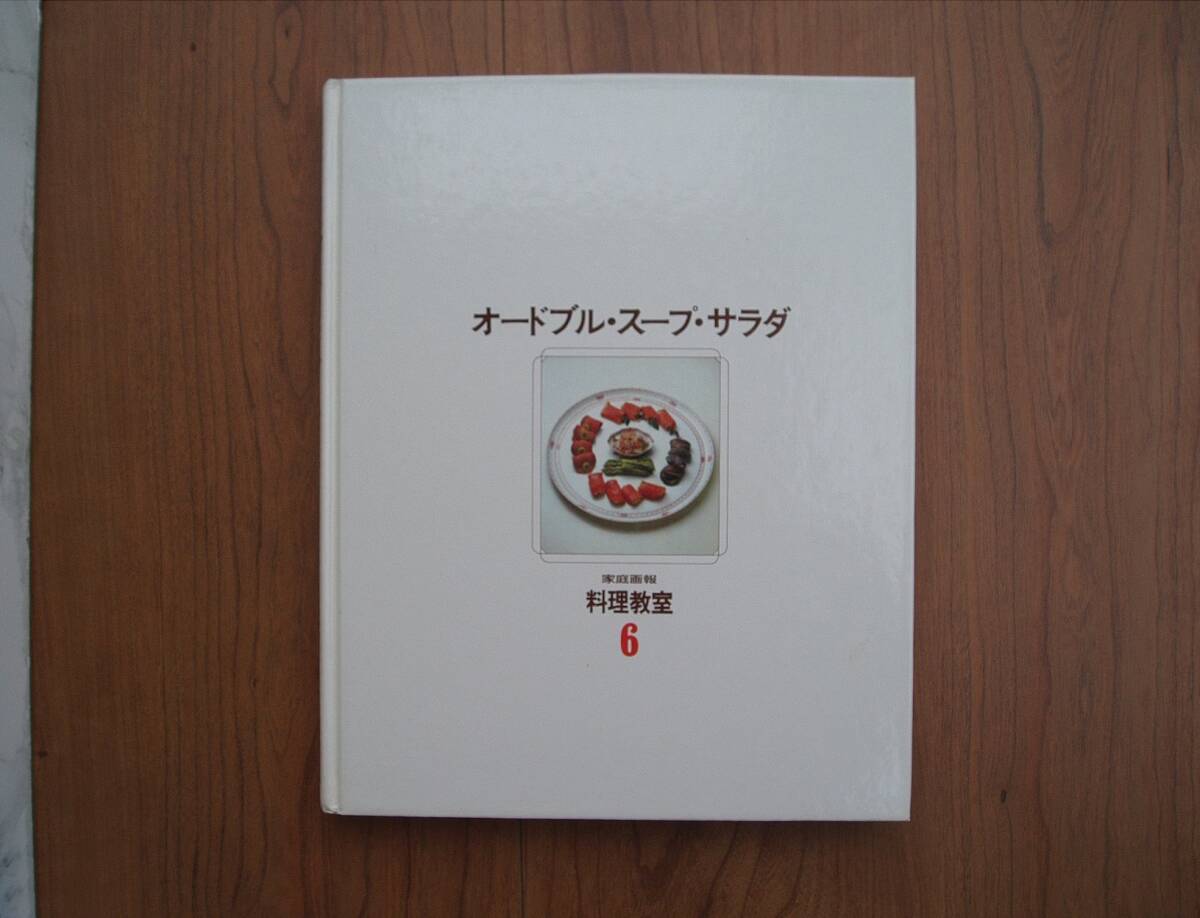 オードブル・スープ・サラダ
家庭画報
料理教室
6